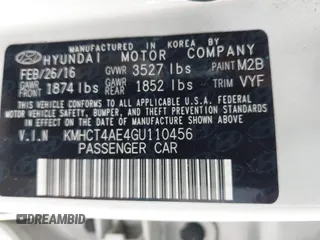 MANUFACTURED IN KOREA BY
HYUNDAI MOTOR COMPANY
FEB/26/16 GVWR 3527 lbs PAINT M2B
GAWR FRONT 1874 lbs GAWR REAR 1852 lbs TRIM VYF
THIS VEHICLE CONFORMS TO ALL APPLICABLE U.S. FEDERAL MOTOR VEHICLE SAFETY, BUMPER AND THEFT PREVENTION STANDARDS IN EFFECT ON THE DATE OF MANUFACTURE SHOWN ABOVE.
V.I.N KMHCT4AE4GU110456
PASSENGER CAR
CARS DREAMBID